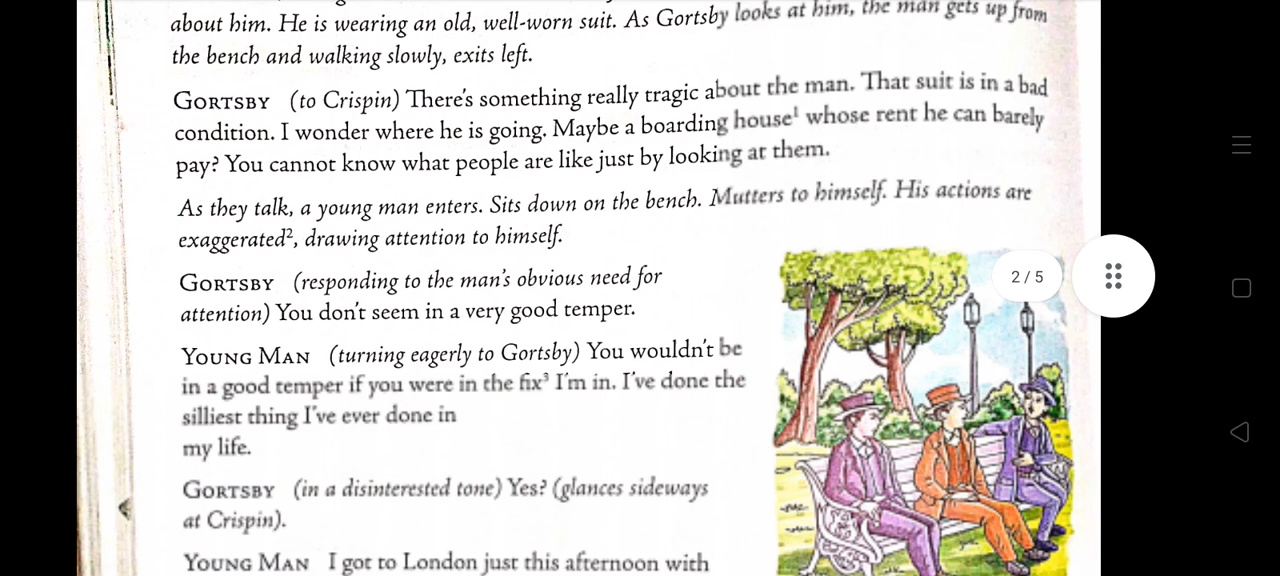 about him. He is wearing an old, well-worn suit. As Gortsby looks at him, the man gets up from
the bench and walking slowly, exits left.
GORTSBY (to Crispin) There's something really tragic about the man. That suit is in a bad
condition. I wonder where he is going. Maybe a boarding house¹ whose rent he can barely
pay? You cannot know what people are like just by looking at them.
As they talk, a young man enters. Sits down on the bench. Mutters to himself. His actions are
exaggerated², drawing attention to himself.
GORTSBY (responding to the man's obvious need for
attention) You don't seem in a very good temper.
2 / 5
YOUNG MAN (turning eagerly to Gortsby) You wouldn't be
in a good temper if you were in the fix³ I'm in. I've done the
silliest thing I've ever done in
my life.
GORTSBY (in a disinterested tone) Yes? (glances sideways
at Crispin).
YOUNG MAN I got to London just this afternoon with